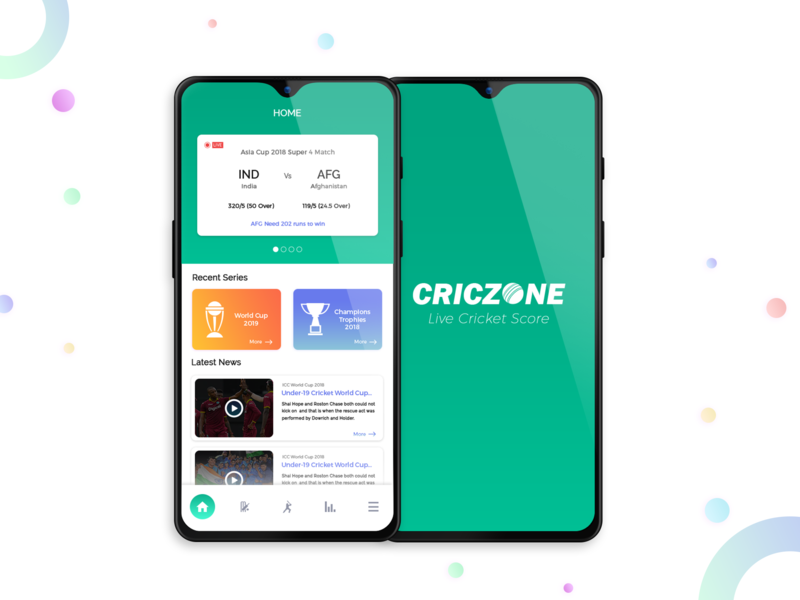 HOME
LIVE
Asia Cup 2018 Super 4 Match
IND Vs AFG
India Afghanistan
320/5 (50 Over) 119/5 (24.5 Over)
AFG Need 202 runs to win
Recent Series
World Cup
2019
More
Champions
Trophies
2018
More
Latest News
ICC World Cup 2018
Under-19 Cricket World Cup...
Shai Hope and Roston Chase both could not
kick on and that is when the rescue act was
performed by Dowrich and Holder.
More
ICC World Cup 2018
Under-19 Cricket World Cup...
Shai Hope and Roston Chase both could not
kick on and that is when the rescue act was
CRICZONE
Live Cricket Score